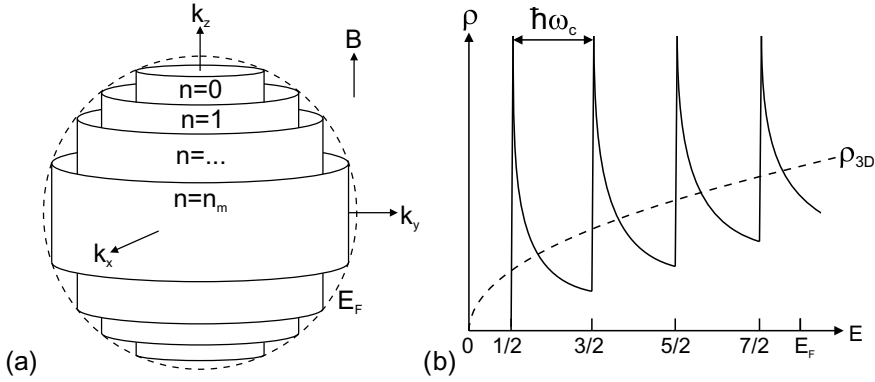 k_z
B
n=0
n=1
n=...
n=n_m
k_y
k_x
E_F
(a)
ρ
ħω_c
ρ_3D
0 1/2 3/2 5/2 7/2 E_F E
(b)